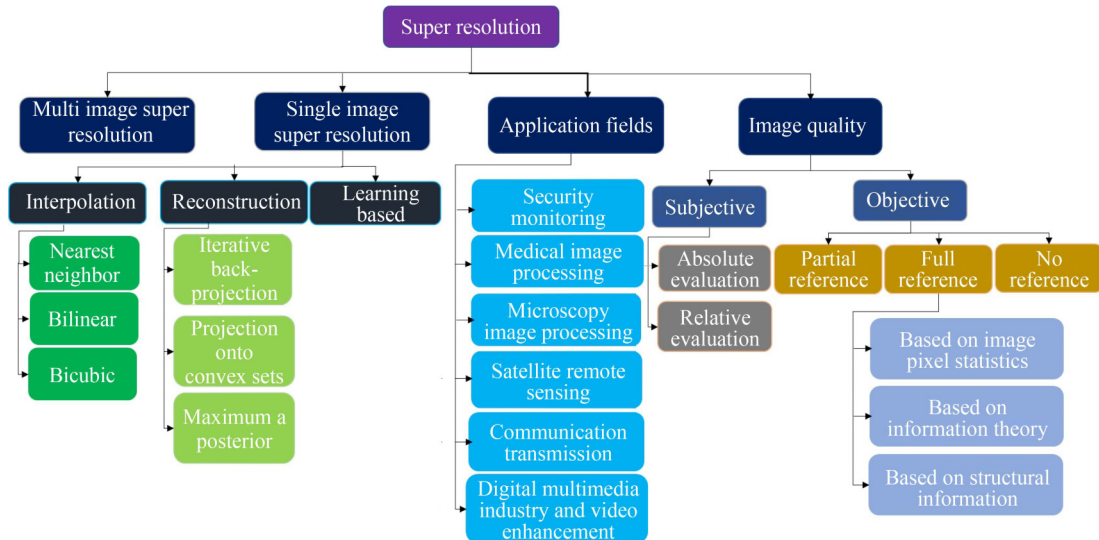 Super resolution
Multi image super
resolution
Single image
super resolution
Application fields
Image quality
Interpolation
Reconstruction
Learning
based
Nearest
neighbor
Bilinear
Bicubic
Iterative
back-
projection
Projection
onto
convex sets
Maximum a
posterior
Security
monitoring
Medical image
processing
Microscopy
image processing
Satellite remote
sensing
Communication
transmission
Digital multimedia
industry and video
enhancement
Subjective
Objective
Absolute
evaluation
Relative
evaluation
Partial
reference
Full
reference
No
reference
Based on image
pixel statistics
Based on
information theory
Based on structural
information